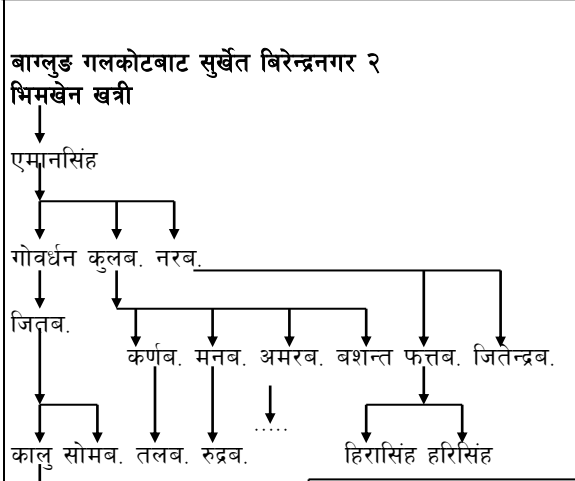 बाग्लुङ गलकोटबाट सुर्खेत बिरेन्द्रनगर २
भिमखेन खत्री
एमानसिंह
गोवर्धन कुलब. नरब.
जितब.
कर्णब. मनब. अमरब. बशन्त फत्तब. जितेन्द्रब.
.....
कालु सोमब. तलब. रुद्रब. हिरासिंह हरिसिंह